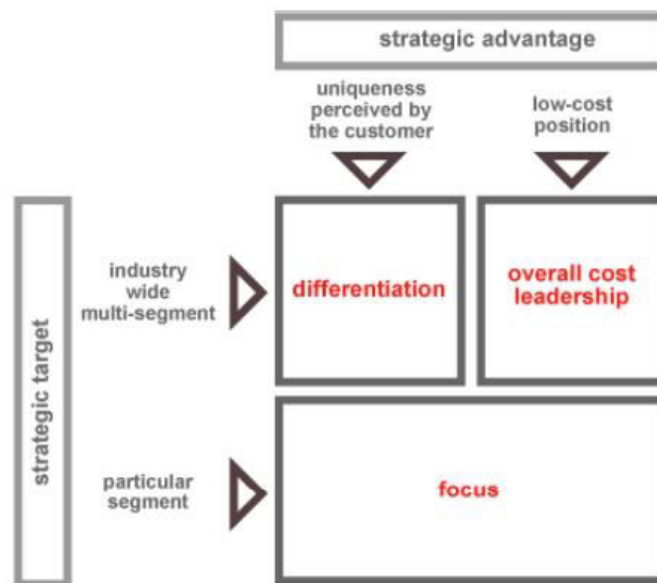 strategic advantage
uniqueness
perceived by
the customer
low-cost
position
strategic target
industry
wide
multi-segment
differentiation
overall cost
leadership
particular
segment
focus